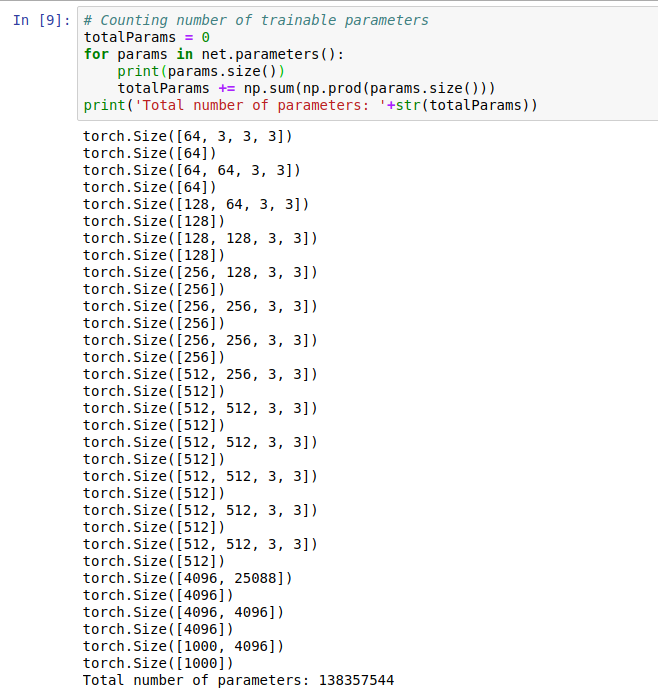 In [9]: # Counting number of trainable parameters
totalParams = 0
for params in net.parameters():
    print(params.size())
    totalParams += np.sum(np.prod(params.size()))
print('Total number of parameters: '+str(totalParams))
torch.Size([64, 3, 3, 3])
torch.Size([64])
torch.Size([64, 64, 3, 3])
torch.Size([64])
torch.Size([128, 64, 3, 3])
torch.Size([128])
torch.Size([128, 128, 3, 3])
torch.Size([128])
torch.Size([256, 128, 3, 3])
torch.Size([256])
torch.Size([256, 256, 3, 3])
torch.Size([256])
torch.Size([256, 256, 3, 3])
torch.Size([256])
torch.Size([512, 256, 3, 3])
torch.Size([512])
torch.Size([512, 512, 3, 3])
torch.Size([512])
torch.Size([512, 512, 3, 3])
torch.Size([512])
torch.Size([512, 512, 3, 3])
torch.Size([512])
torch.Size([512, 512, 3, 3])
torch.Size([512])
torch.Size([512, 512, 3, 3])
torch.Size([512])
torch.Size([4096, 25088])
torch.Size([4096])
torch.Size([4096, 4096])
torch.Size([4096])
torch.Size([1000, 4096])
torch.Size([1000])
Total number of parameters: 138357544